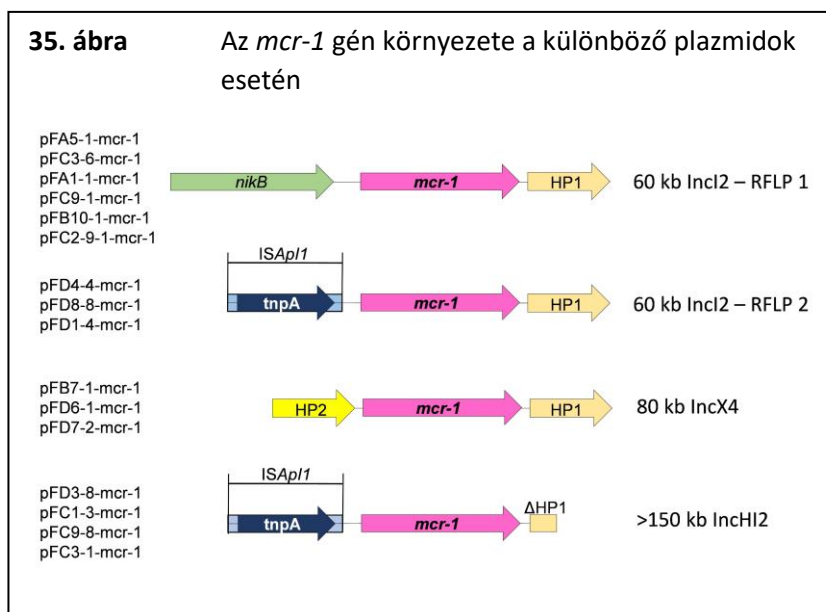 35. ábra Az mcr-1 gén környezete a különböző plazmidok
esetén
pFA5-1-mcr-1
pFC3-6-mcr-1
pFA1-1-mcr-1
pFC9-1-mcr-1
pFB10-1-mcr-1
pFC2-9-1-mcr-1
nikB
mcr-1
HP1
60 kb IncI2 – RFLP 1
pFD4-4-mcr-1
pFD8-8-mcr-1
pFD1-4-mcr-1
ISApl1
tnpA
mcr-1
HP1
60 kb IncI2 – RFLP 2
pFB7-1-mcr-1
pFD6-1-mcr-1
pFD7-2-mcr-1
HP2
mcr-1
HP1
80 kb IncX4
pFD3-8-mcr-1
pFC1-3-mcr-1
pFC9-8-mcr-1
pFC3-1-mcr-1
ISApl1
tnpA
mcr-1
ΔHP1
>150 kb IncHI2